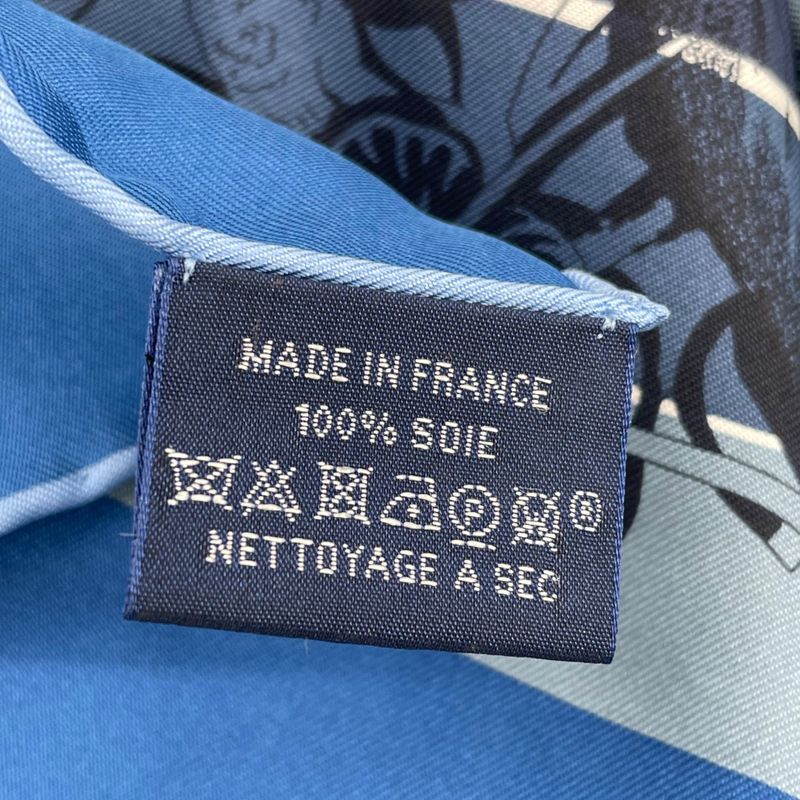 MADE IN FRANCE
100% SOIE
P W ®
NETTOYAGE A SEC